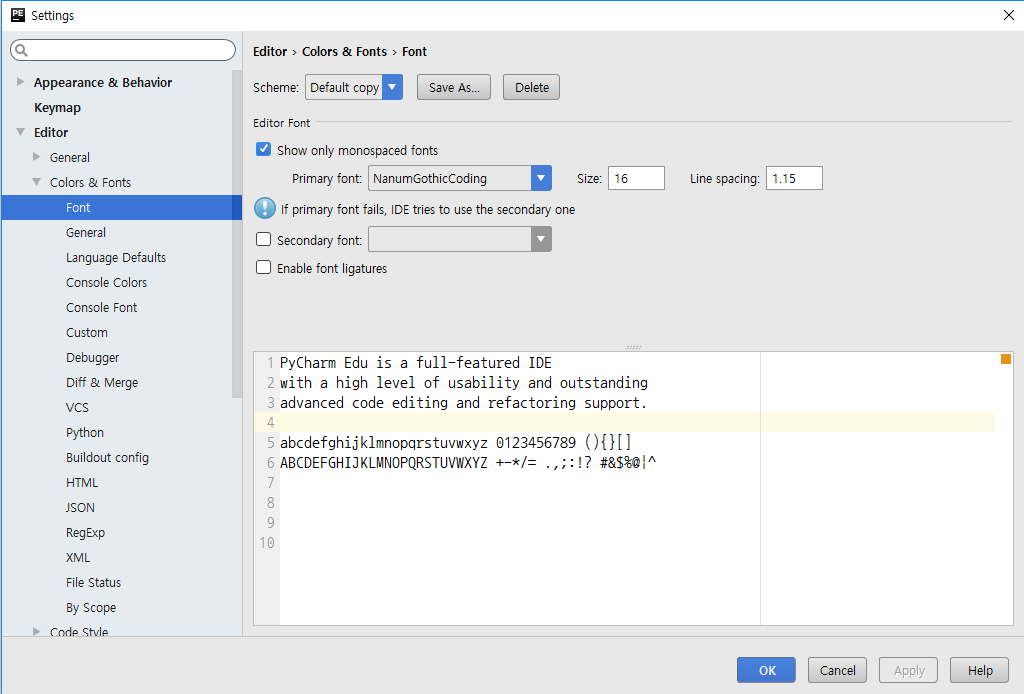 PE Settings
Appearance & Behavior
Keymap
Editor
General
Colors & Fonts
Font
General
Language Defaults
Console Colors
Console Font
Custom
Debugger
Diff & Merge
VCS
Python
Buildout config
HTML
JSON
RegExp
XML
File Status
By Scope
Code Style
Editor › Colors & Fonts › Font
Scheme: Default copy Save As... Delete
Editor Font
Show only monospaced fonts
Primary font: NanumGothicCoding Size: 16 Line spacing: 1.15
If primary font fails, IDE tries to use the secondary one
Secondary font:
Enable font ligatures
1 PyCharm Edu is a full-featured IDE
2 with a high level of usability and outstanding
3 advanced code editing and refactoring support.
4
5 abcdefghijklmnopqrstuvwxyz 0123456789 (){}[]
6 ABCDEFGHIJKLMNOPQRSTUVWXYZ +-*/= .,;:!? #&$%@|^
7
8
9
10
OK Cancel Apply Help